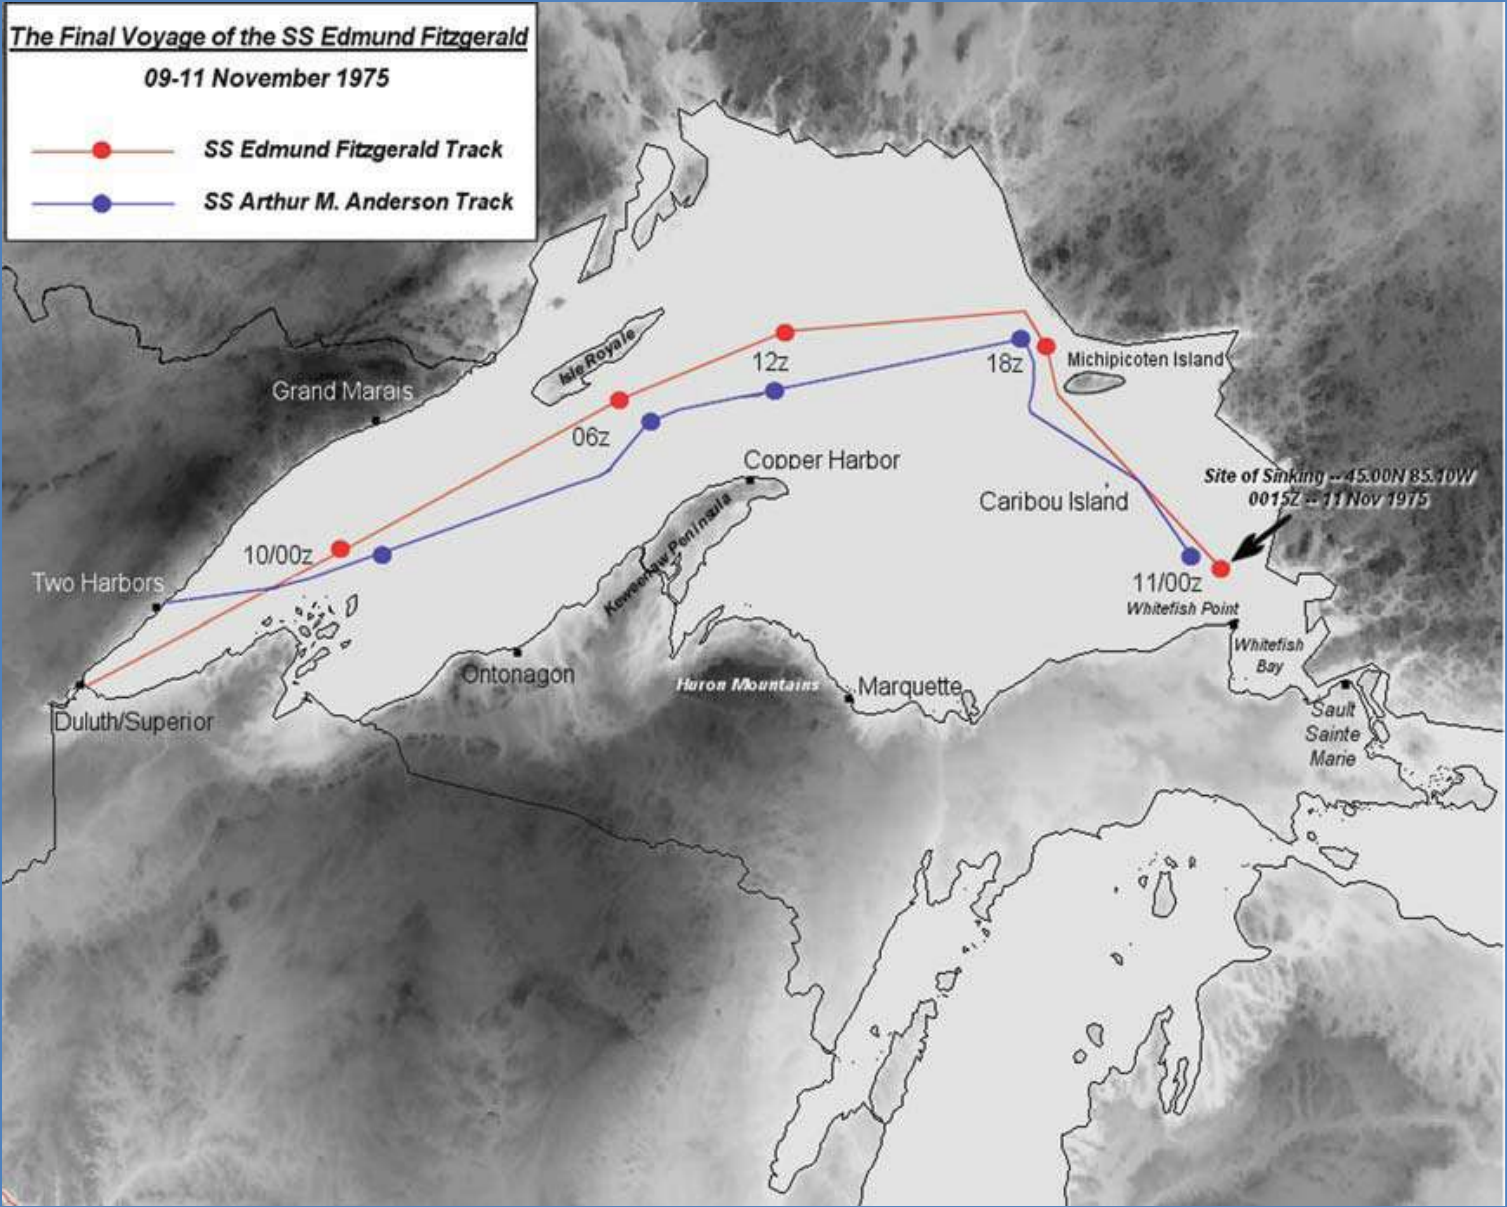 The Final Voyage of the SS Edmund Fitzgerald
09-11 November 1975
SS Edmund Fitzgerald Track
SS Arthur M. Anderson Track
Isle Royale
12z
18z
Michipicoten Island
Grand Marais
06z
Copper Harbor
Site of Sinking -- 45.00N 85.10W
0015Z -- 11 Nov 1975
Caribou Island
Keweenaw Peninsula
10/00z
Two Harbors
11/00z
Whitefish Point
Whitefish
Bay
Ontonagon
Huron Mountains
Marquette
Duluth/Superior
Sault
Sainte
Marie